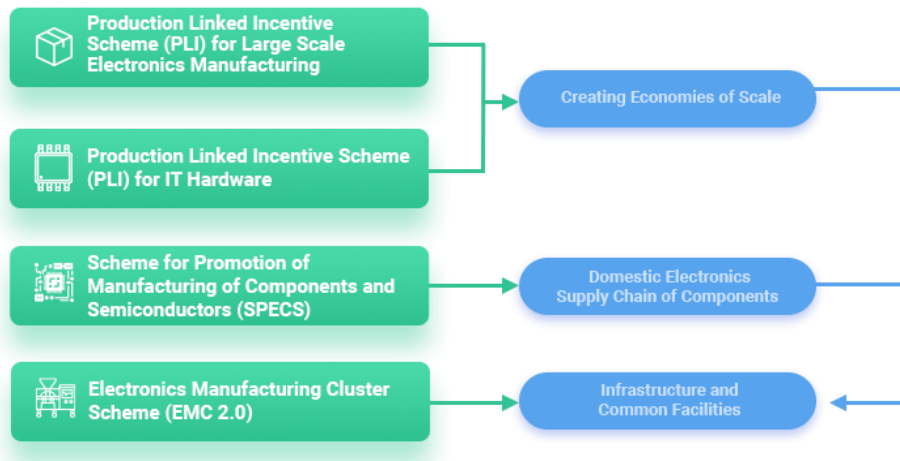 Production Linked Incentive
Scheme (PLI) for Large Scale
Electronics Manufacturing
Creating Economies of Scale
Production Linked Incentive Scheme
(PLI) for IT Hardware
Scheme for Promotion of
Manufacturing of Components and
Semiconductors (SPECS)
Domestic Electronics
Supply Chain of Components
Electronics Manufacturing Cluster
Scheme (EMC 2.0)
Infrastructure and
Common Facilities